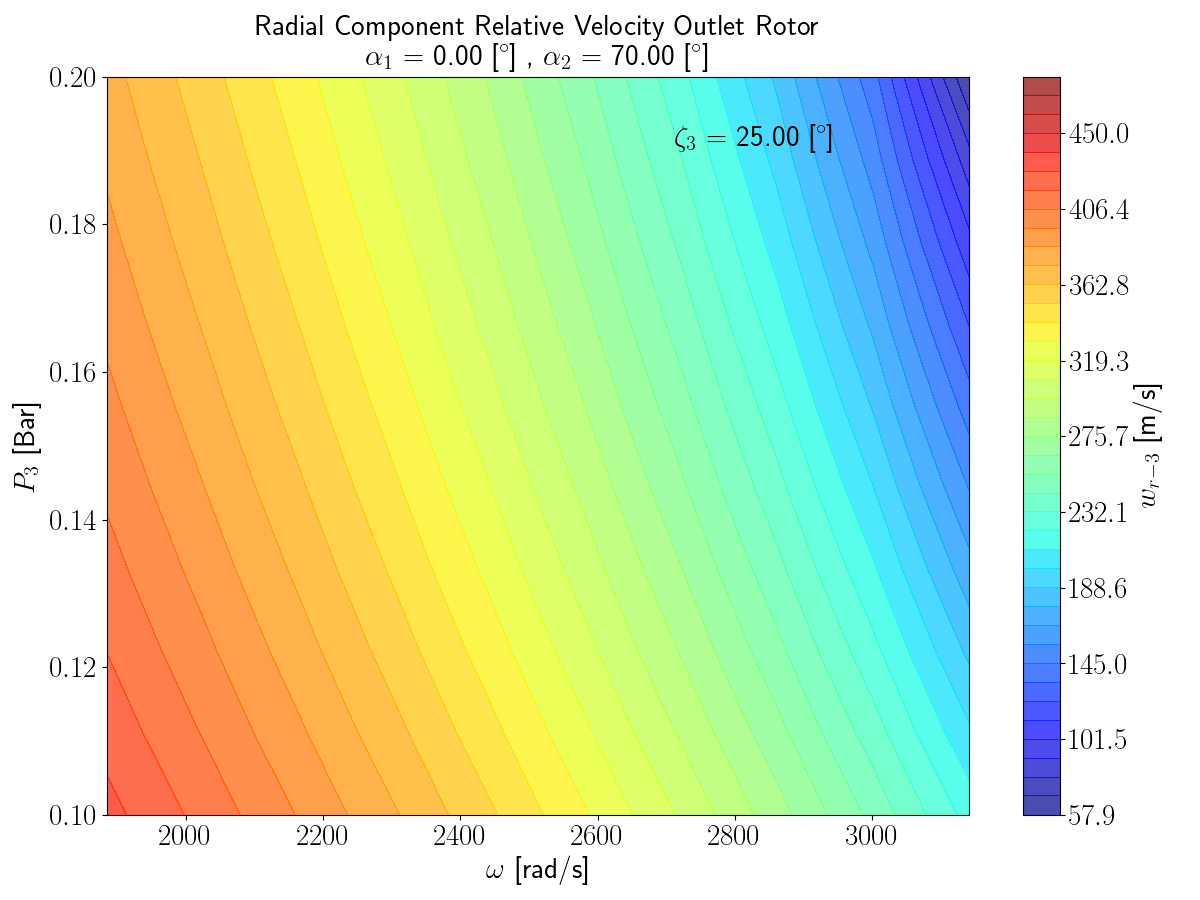 Radial Component Relative Velocity Outlet Rotor
α₁ = 0.00 [°] , α₂ = 70.00 [°]
0.20
0.18
0.16
0.14
0.12
0.10
P₃ [Bar]
ζ₃ = 25.00 [°]
2000 2200 2400 2600 2800 3000
ω [rad/s]
450.0
406.4
362.8
319.3
275.7
232.1
188.6
145.0
101.5
57.9
w_{r−3} [m/s]